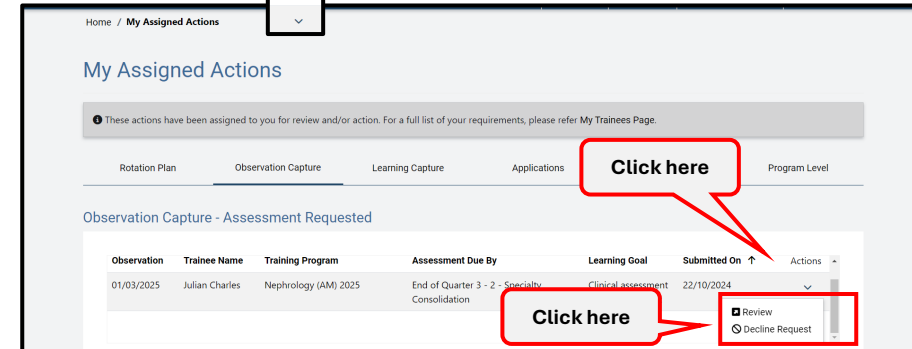 Home / My Assigned Actions
My Assigned Actions
These actions have been assigned to you for review and/or action. For a full list of your requirements, please refer My Trainees Page.
Rotation Plan Observation Capture Learning Capture Applications Click here Program Level
Observation Capture - Assessment Requested
Observation Trainee Name Training Program Assessment Due By Learning Goal Submitted On ↑ Actions
01/03/2025 Julian Charles Nephrology (AM) 2025 End of Quarter 3 - 2 - Specialty Clinical assessment 22/10/2024
Consolidation
Click here
Review
Decline Request